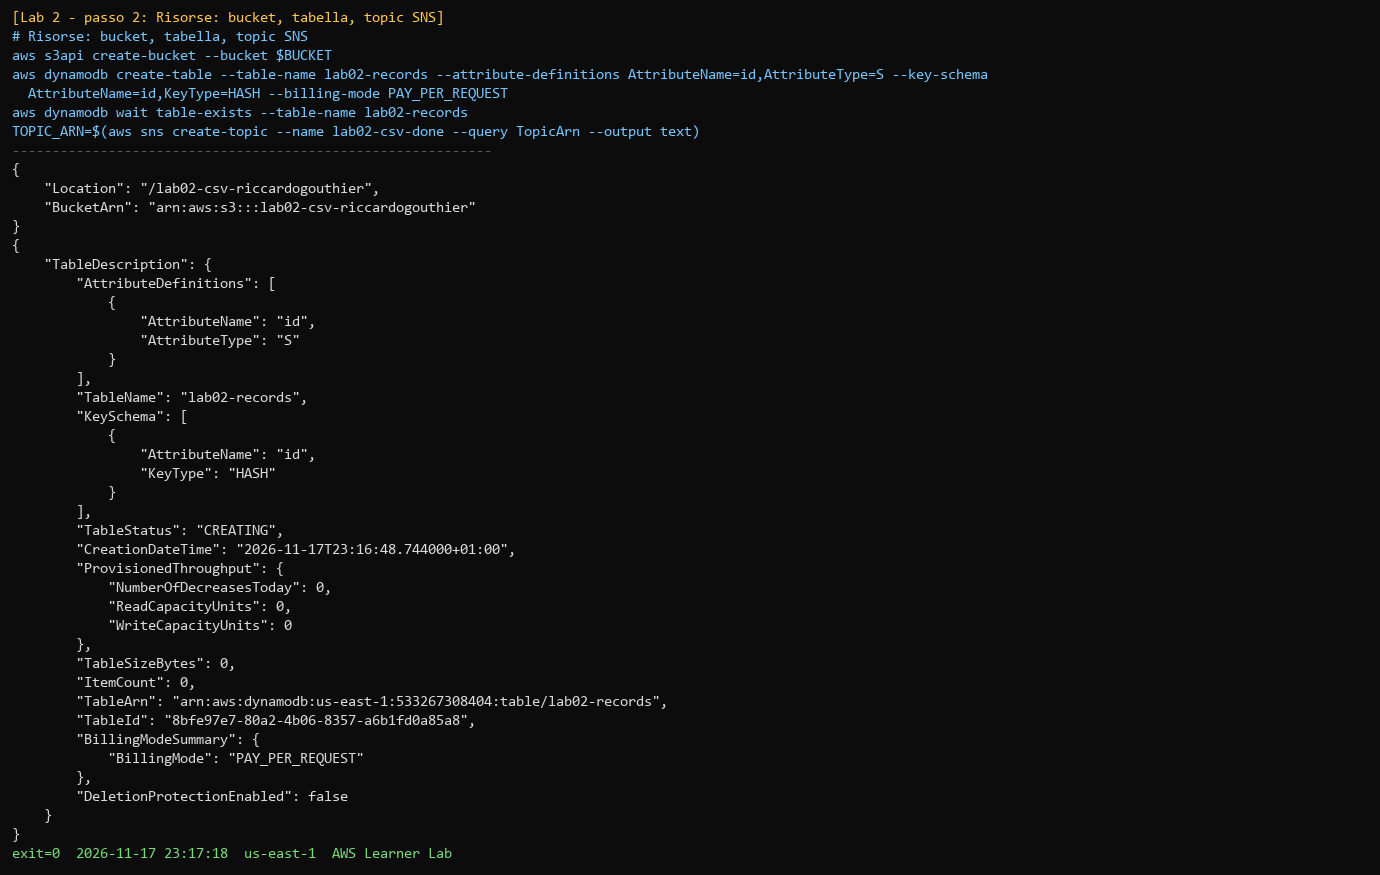 [Lab 2 - passo 2: Risorse: bucket, tabella, topic SNS]
# Risorse: bucket, tabella, topic SNS
aws s3api create-bucket --bucket $BUCKET
aws dynamodb create-table --table-name lab02-records --attribute-definitions AttributeName=id,AttributeType=S --key-schema
  AttributeName=id,KeyType=HASH --billing-mode PAY_PER_REQUEST
aws dynamodb wait table-exists --table-name lab02-records
TOPIC_ARN=$(aws sns create-topic --name lab02-csv-done --query TopicArn --output text)
------------------------------------------------------------
{
    "Location": "/lab02-csv-riccardogouthier",
    "BucketArn": "arn:aws:s3:::lab02-csv-riccardogouthier"
}
{
    "TableDescription": {
        "AttributeDefinitions": [
            {
                "AttributeName": "id",
                "AttributeType": "S"
            }
        ],
        "TableName": "lab02-records",
        "KeySchema": [
            {
                "AttributeName": "id",
                "KeyType": "HASH"
            }
        ],
        "TableStatus": "CREATING",
        "CreationDateTime": "2026-11-17T23:16:48.744000+01:00",
        "ProvisionedThroughput": {
            "NumberOfDecreasesToday": 0,
            "ReadCapacityUnits": 0,
            "WriteCapacityUnits": 0
        },
        "TableSizeBytes": 0,
        "ItemCount": 0,
        "TableArn": "arn:aws:dynamodb:us-east-1:533267308404:table/lab02-records",
        "TableId": "8bfe97e7-80a2-4b06-8357-a6b1fd0a85a8",
        "BillingModeSummary": {
            "BillingMode": "PAY_PER_REQUEST"
        },
        "DeletionProtectionEnabled": false
    }
}
exit=0  2026-11-17 23:17:18  us-east-1  AWS Learner Lab